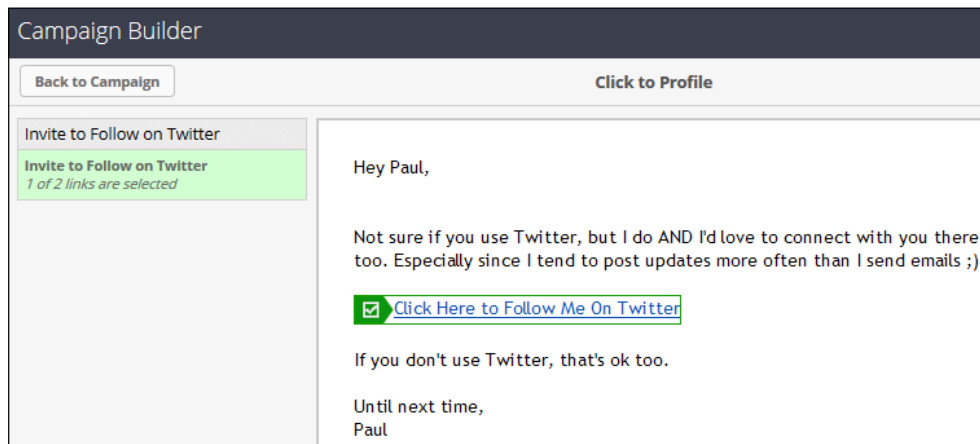 Campaign Builder
Back to Campaign
Click to Profile
Invite to Follow on Twitter
Invite to Follow on Twitter
1 of 2 links are selected
Hey Paul,
Not sure if you use Twitter, but I do AND I'd love to connect with you there
too. Especially since I tend to post updates more often than I send emails ;)
Click Here to Follow Me On Twitter
If you don't use Twitter, that's ok too.
Until next time,
Paul